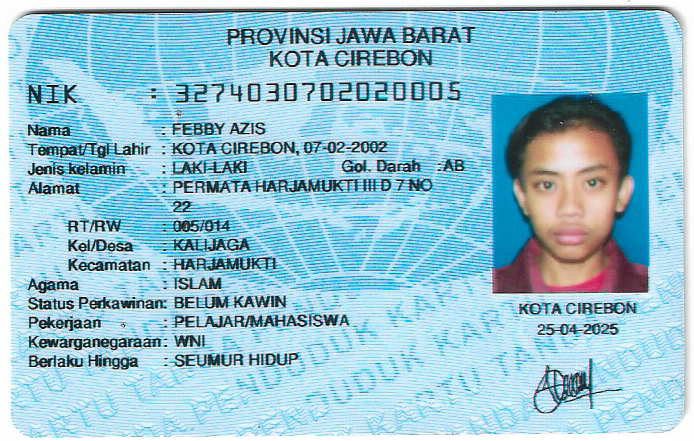 PROVINSI JAWA BARAT
KOTA CIREBON
NIK : 3274030702020005
Nama : FEBBY AZIS
Tempat/Tgl Lahir : KOTA CIREBON, 07-02-2002
Jenis kelamin : LAKI-LAKI Gol. Darah :AB
Alamat : PERMATA HARJAMUKTI III D 7 NO
22
RT/RW : 005/014
Kel/Desa : KALIJAGA
Kecamatan : HARJAMUKTI
Agama : ISLAM
Status Perkawinan: BELUM KAWIN
Pekerjaan : PELAJAR/MAHASISWA
Kewarganegaraan: WNI
Berlaku Hingga : SEUMUR HIDUP
KOTA CIREBON
25-04-2025